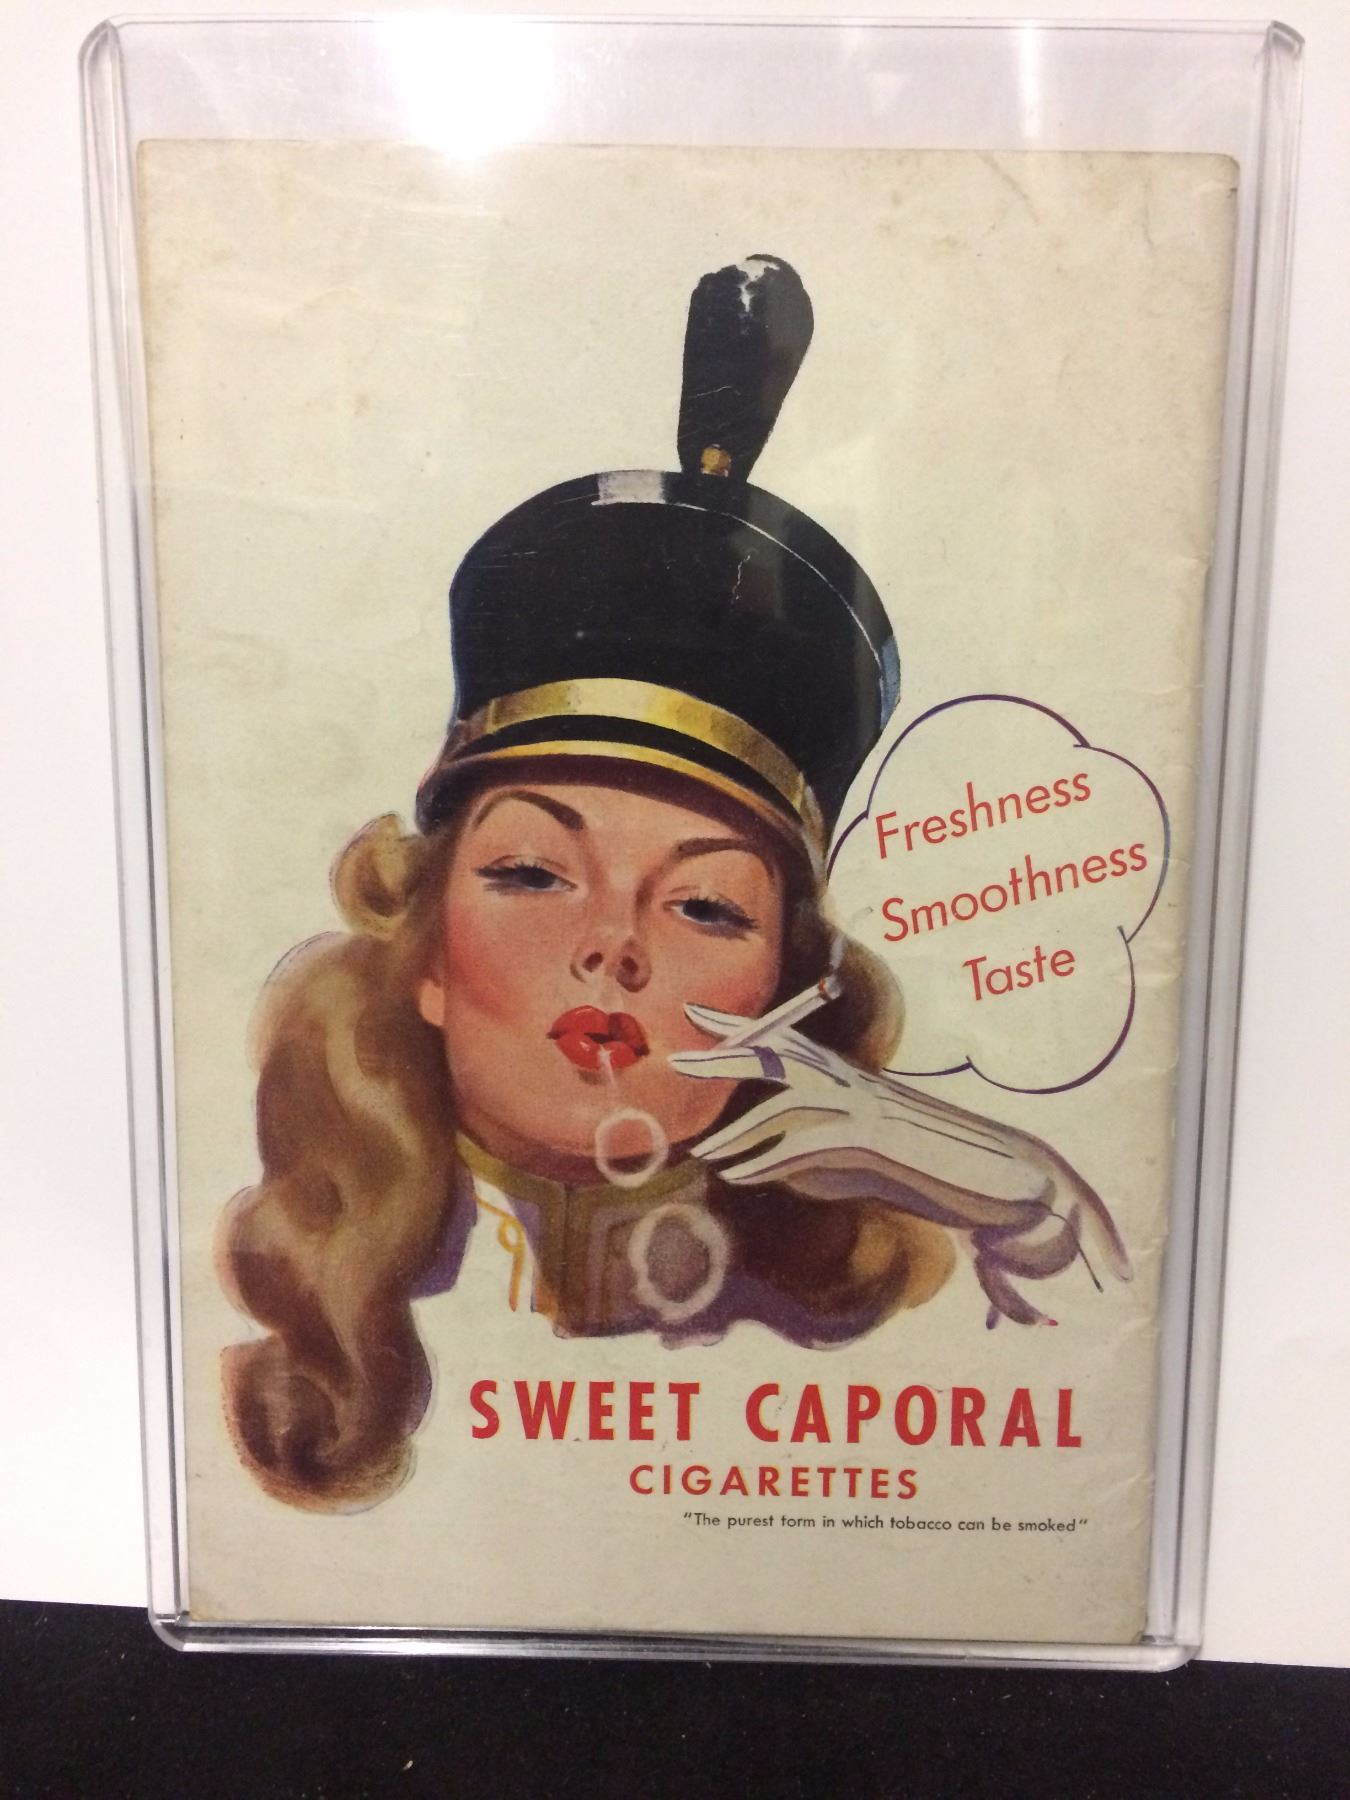 Freshness
Smoothness
Taste
SWEET CAPORAL
CIGARETTES
"The purest form in which tobacco can be smoked"